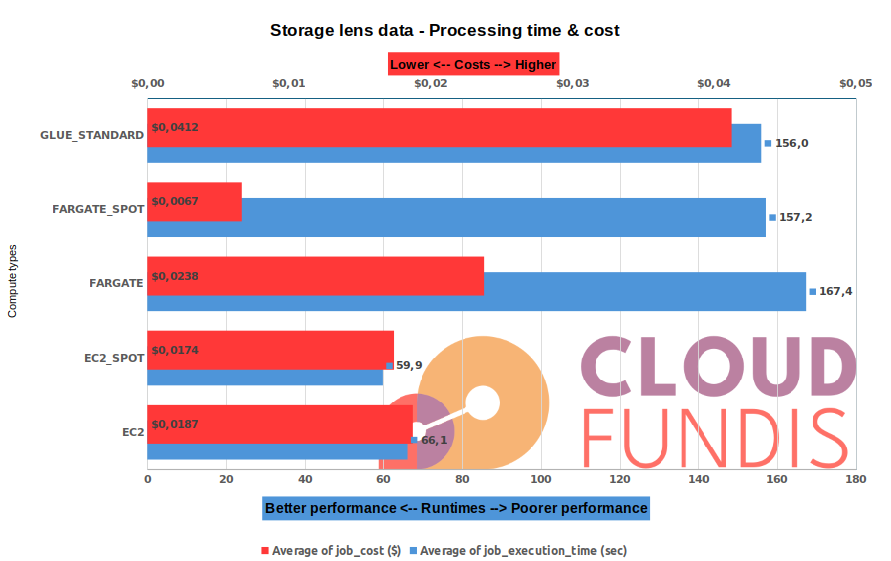 Storage lens data - Processing time & cost
Lower <-- Costs --> Higher
$0,00 $0,01 $0,02 $0,03 $0,04 $0,05
GLUE_STANDARD $0,0412 156,0
FARGATE_SPOT $0,0067 157,2
FARGATE $0,0238 167,4
EC2_SPOT $0,0174 59,9
EC2 $0,0187 66,1
Compute types
CLOUD
FUNDIS
0 20 40 60 80 100 120 140 160 180
Better performance <-- Runtimes --> Poorer performance
Average of job_cost ($) Average of job_execution_time (sec)